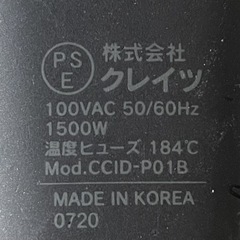 PSE
株式会社
クレイツ
100VAC 50/60Hz
1500W
温度ヒューズ 184℃
Mod.CCID-P01B
MADE IN KOREA
0720